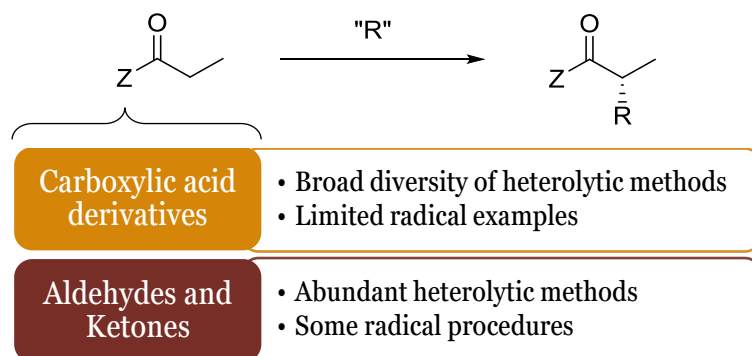 O "R" O
Z Z
R
Carboxylic acid
derivatives
• Broad diversity of heterolytic methods
• Limited radical examples
Aldehydes and
Ketones
• Abundant heterolytic methods
• Some radical procedures